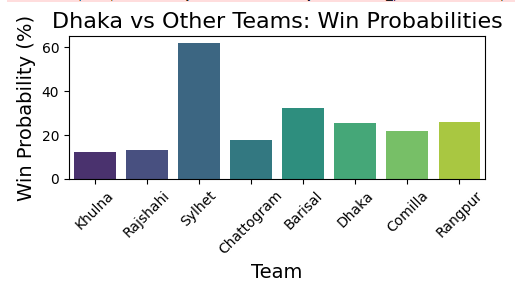 Dhaka vs Other Teams: Win Probabilities
Win Probability (%)
60
40
20
0
Khulna
Rajshahi
Sylhet
Chattogram
Barisal
Dhaka
Comilla
Rangpur
Team